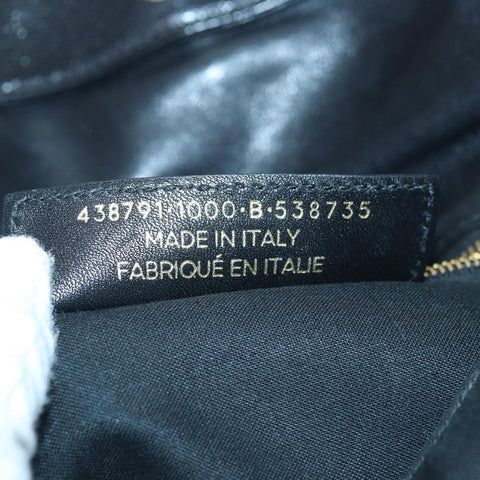 438791·1000·B·538735
MADE IN ITALY
FABRIQUÉ EN ITALIE